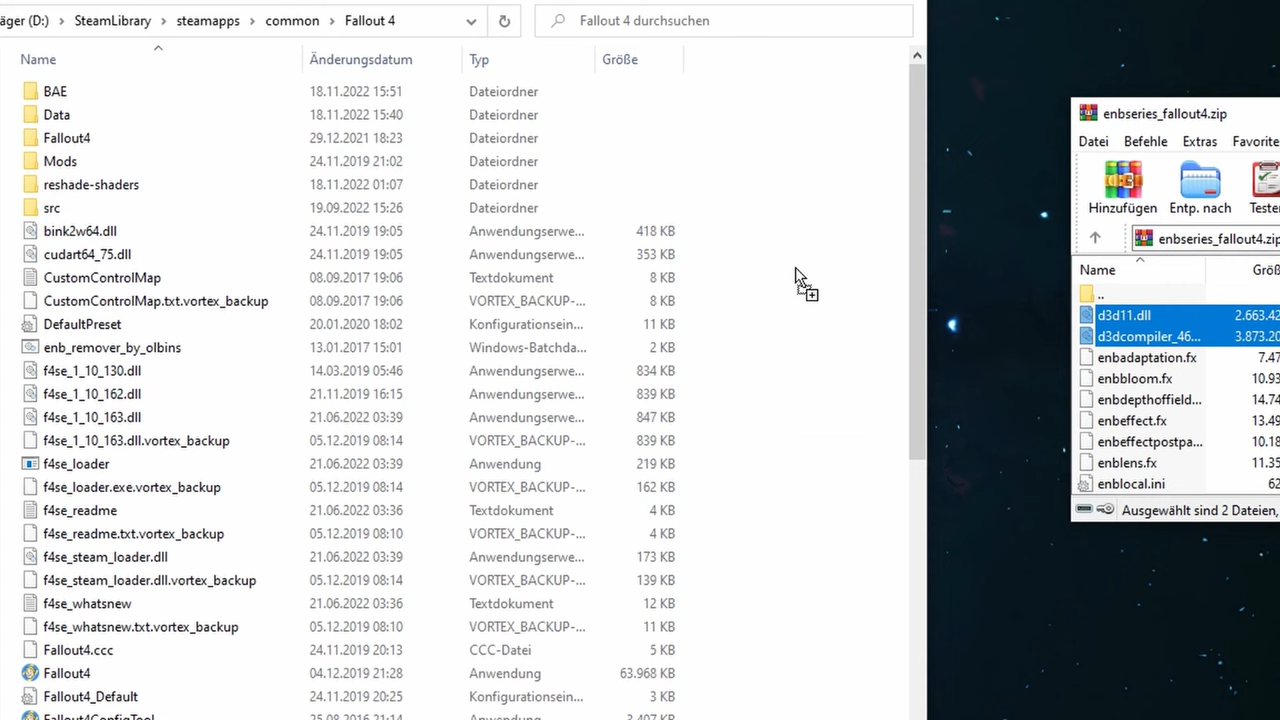 äger (D:) > SteamLibrary > steamapps > common > Fallout 4
Fallout 4 durchsuchen
Name Änderungsdatum Typ Größe
BAE 18.11.2022 15:51 Dateiordner
Data 18.11.2022 15:40 Dateiordner
Fallout4 29.12.2021 18:23 Dateiordner
Mods 24.11.2019 21:02 Dateiordner
reshade-shaders 18.11.2022 01:07 Dateiordner
src 19.09.2022 15:26 Dateiordner
bink2w64.dll 24.11.2019 19:05 Anwendungserwe... 418 KB
cudart64_75.dll 24.11.2019 19:05 Anwendungserwe... 353 KB
CustomControlMap 08.09.2017 19:06 Textdokument 8 KB
CustomControlMap.txt.vortex_backup 08.09.2017 19:06 VORTEX_BACKUP-... 8 KB
DefaultPreset 20.01.2020 18:02 Konfigurationsein... 11 KB
enb_remover_by_olbins 13.01.2017 15:01 Windows-Batchda... 2 KB
f4se_1_10_130.dll 14.03.2019 05:46 Anwendungserwe... 834 KB
f4se_1_10_162.dll 21.11.2019 16:15 Anwendungserwe... 839 KB
f4se_1_10_163.dll 21.06.2022 03:39 Anwendungserwe... 847 KB
f4se_1_10_163.dll.vortex_backup 05.12.2019 08:14 VORTEX_BACKUP-... 839 KB
f4se_loader 21.06.2022 03:39 Anwendung 219 KB
f4se_loader.exe.vortex_backup 05.12.2019 08:14 VORTEX_BACKUP-... 162 KB
f4se_readme 21.06.2022 03:36 Textdokument 4 KB
f4se_readme.txt.vortex_backup 05.12.2019 08:10 VORTEX_BACKUP-... 4 KB
f4se_steam_loader.dll 21.06.2022 03:39 Anwendungserwe... 173 KB
f4se_steam_loader.dll.vortex_backup 05.12.2019 08:14 VORTEX_BACKUP-... 139 KB
f4se_whatsnew 21.06.2022 03:36 Textdokument 12 KB
f4se_whatsnew.txt.vortex_backup 05.12.2019 08:10 VORTEX_BACKUP-... 11 KB
Fallout4.ccc 24.11.2019 20:13 CCC-Datei 5 KB
Fallout4 04.12.2019 21:28 Anwendung 63.968 KB
Fallout4_Default 24.11.2019 20:25 Konfigurationsein... 3 KB
Fallout4ConfigTool 25.08.2016 21:14 Anwendung 3.407 KB
enbseries_fallout4.zip
Datei Befehle Extras Favorite
Hinzufügen Entp. nach Tester
enbseries_fallout4.zip
Name Größ
..
d3d11.dll 2.663.42
d3dcompiler_46... 3.873.20
enbadaptation.fx 7.47
enbbloom.fx 10.93
enbdepthoffield... 14.74
enbeffect.fx 13.49
enbeffectpostpa... 10.18
enblens.fx 11.35
enblocal.ini 62
Ausgewählt sind 2 Dateien,